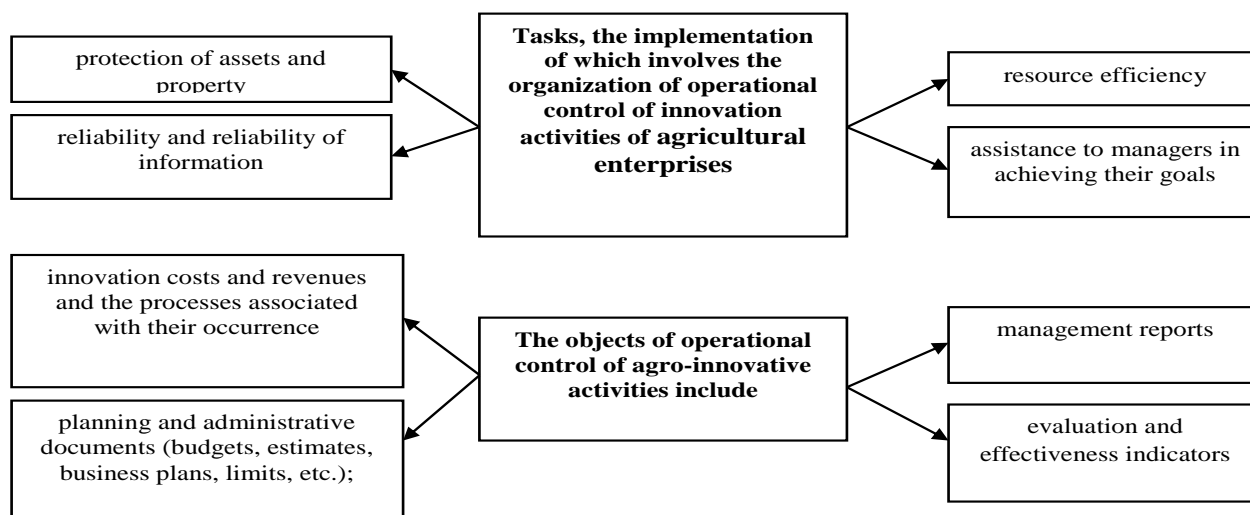 protection of assets and
property
reliability and reliability of
information
Tasks, the implementation
of which involves the
organization of operational
control of innovation
activities of agricultural
enterprises
resource efficiency
assistance to managers in
achieving their goals
innovation costs and revenues
and the processes associated
with their occurrence
planning and administrative
documents (budgets, estimates,
business plans, limits, etc.);
The objects of operational
control of agro-innovative
activities include
management reports
evaluation and
effectiveness indicators